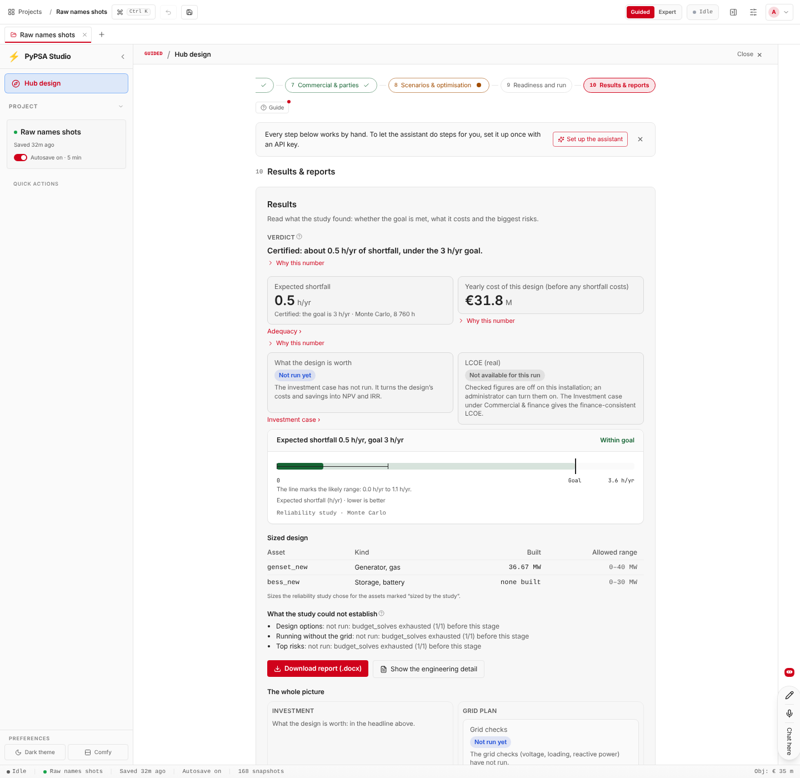 Projects / Raw names shots
Ctrl K
Guided Expert
Idle
A
Raw names shots
PyPSA Studio
GUIDED / Hub design
Close
Hub design
7 Commercial & parties
8 Scenarios & optimisation
9 Readiness and run
10 Results & reports
Guide
PROJECT
Raw names shots
Saved 32m ago
Autosave on · 5 min
QUICK ACTIONS
Every step below works by hand. To let the assistant do steps for you, set it up once with
an API key.
Set up the assistant
10 Results & reports
Results
Read what the study found: whether the goal is met, what it costs and the biggest risks.
VERDICT
Certified: about 0.5 h/yr of shortfall, under the 3 h/yr goal.
Why this number
Expected shortfall
0.5 h/yr
Certified: the goal is 3 h/yr · Monte Carlo, 8 760 h
Adequacy ›
Why this number
Yearly cost of this design (before any shortfall costs)
€31.8 M
Why this number
What the design is worth
Not run yet
The investment case has not run. It turns the design's
costs and savings into NPV and IRR.
Investment case ›
LCOE (real)
Not available for this run
Checked figures are off on this installation; an
administrator can turn them on. The Investment case
under Commercial & finance gives the finance-consistent
LCOE.
Expected shortfall 0.5 h/yr, goal 3 h/yr
Within goal
0
Goal
3.6 h/yr
The line marks the likely range: 0.0 h/yr to 1.1 h/yr.
Expected shortfall (h/yr) · lower is better
Reliability study · Monte Carlo
Sized design
Asset Kind Built Allowed range
genset_new Generator, gas 36.67 MW 0–40 MW
bess_new Storage, battery none built 0–30 MW
Sizes the reliability study chose for the assets marked "sized by the study".
What the study could not establish
• Design options: not run: budget_solves exhausted (1/1) before this stage
• Running without the grid: not run: budget_solves exhausted (1/1) before this stage
• Top risks: not run: budget_solves exhausted (1/1) before this stage
Download report (.docx)
Show the engineering detail
The whole picture
INVESTMENT
What the design is worth: in the headline above.
GRID PLAN
Grid checks
Not run yet
The grid checks (voltage, loading, reactive power)
have not run.
Chat here
PREFERENCES
Dark theme
Comfy
Idle
Raw names shots
Saved 32m ago
Autosave on
168 snapshots
Obj: € 35 m